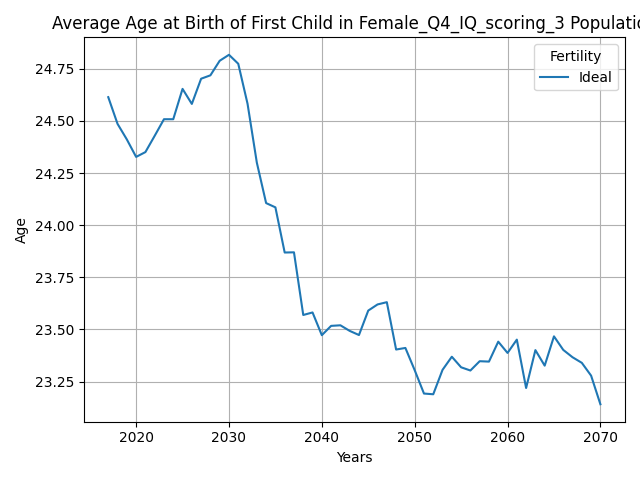 Average Age at Birth of First Child in Female_Q4_IQ_scoring_3 Populatio
Fertility
Ideal
Age
24.75
24.50
24.25
24.00
23.75
23.50
23.25
2020 2030 2040 2050 2060 2070
Years